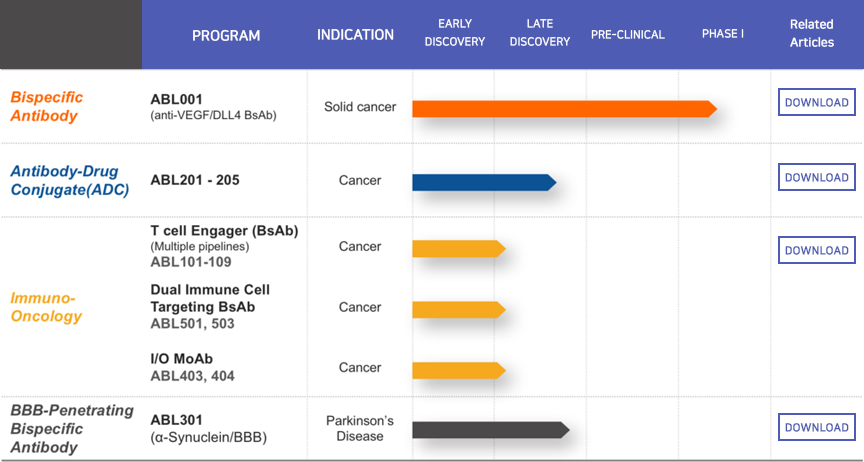 PROGRAM
INDICATION
EARLY
DISCOVERY
LATE
DISCOVERY
PRE-CLINICAL
PHASE I
Related
Articles
Bispecific
Antibody
ABL001
(anti-VEGF/DLL4 BsAb)
Solid cancer
DOWNLOAD
Antibody-Drug
Conjugate(ADC)
ABL201 - 205
Cancer
DOWNLOAD
Immuno-
Oncology
T cell Engager (BsAb)
(Multiple pipelines)
ABL101-109
Cancer
DOWNLOAD
Dual Immune Cell
Targeting BsAb
ABL501, 503
Cancer
I/O MoAb
ABL403, 404
Cancer
BBB-Penetrating
Bispecific
Antibody
ABL301
(α-Synuclein/BBB)
Parkinson's
Disease
DOWNLOAD